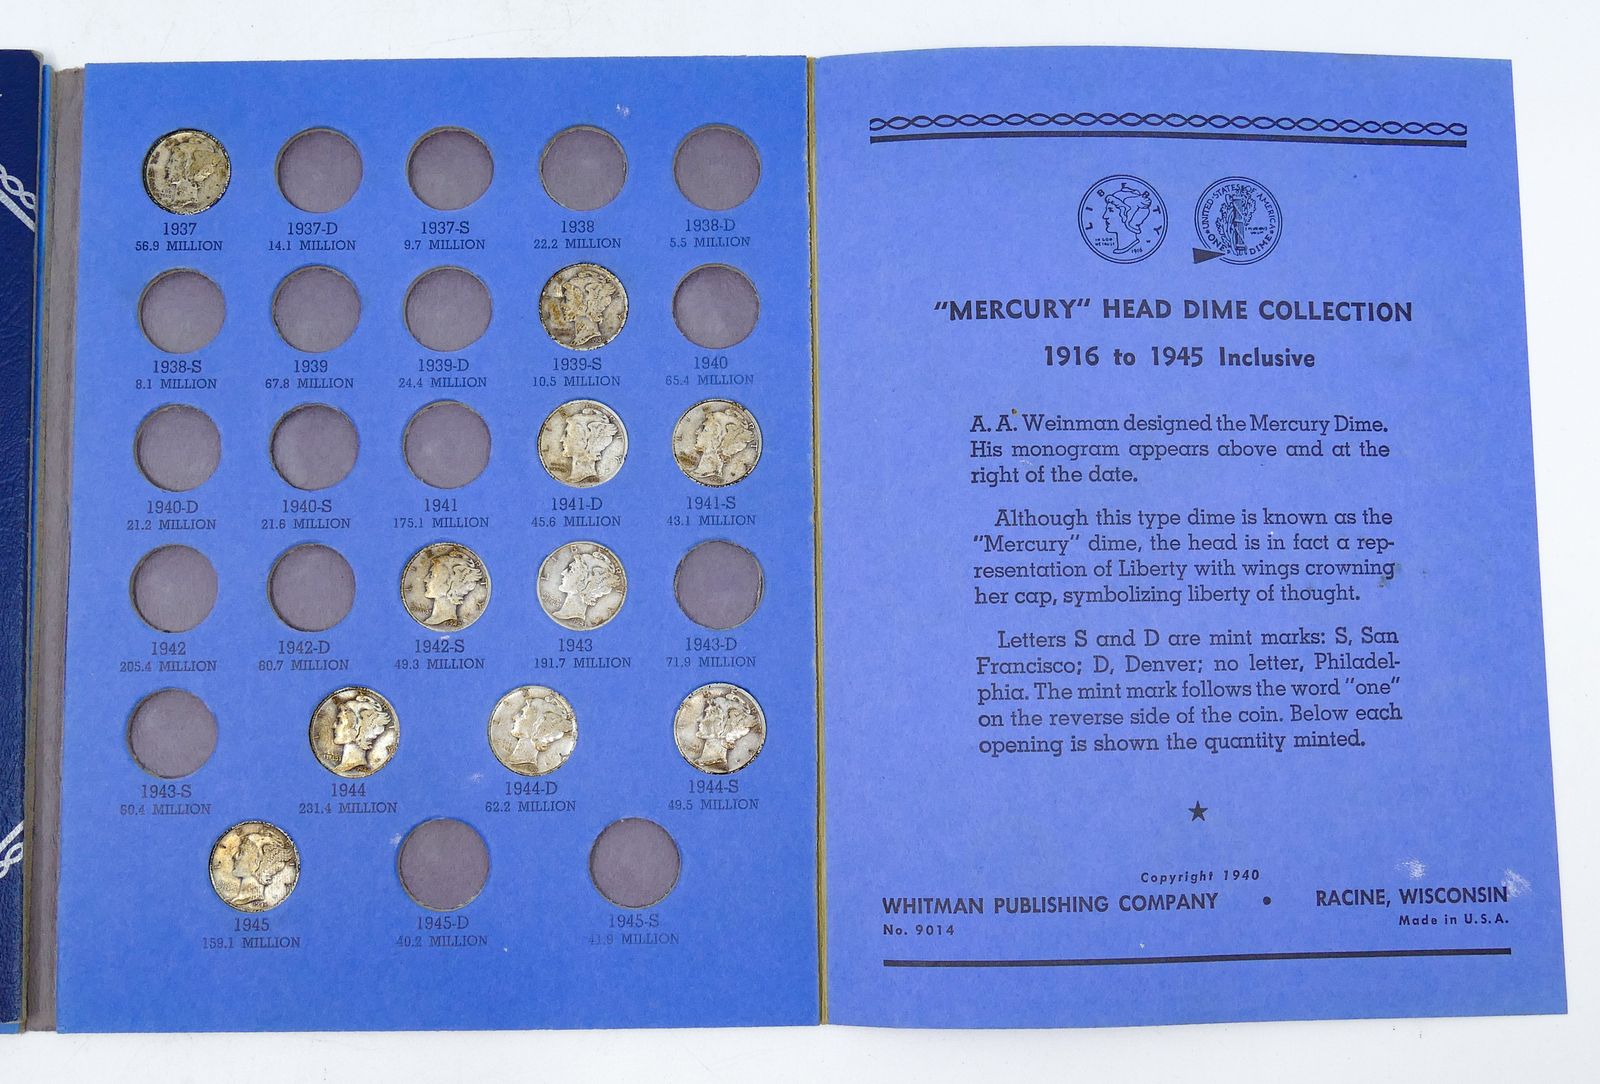 1937
56.9 MILLION
1937-D
14.1 MILLION
1937-S
9.7 MILLION
1938
22.2 MILLION
1938-D
5.5 MILLION
1938-S
8.1 MILLION
1939
67.8 MILLION
1939-D
24.4 MILLION
1939-S
10.5 MILLION
1940
65.4 MILLION
1940-D
21.2 MILLION
1940-S
21.6 MILLION
1941
175.1 MILLION
1941-D
45.6 MILLION
1941-S
43.1 MILLION
1942
205.4 MILLION
1942-D
60.7 MILLION
1942-S
49.3 MILLION
1943
191.7 MILLION
1943-D
71.9 MILLION
1943-S
60.4 MILLION
1944
231.4 MILLION
1944-D
62.2 MILLION
1944-S
49.5 MILLION
1945
159.1 MILLION
1945-D
40.2 MILLION
1945-S
41.9 MILLION
LIBERTY
1916
UNITED STATES OF AMERICA
ONE DIME
"MERCURY" HEAD DIME COLLECTION
1916 to 1945 Inclusive
A. A. Weinman designed the Mercury Dime.
His monogram appears above and at the
right of the date.
Although this type dime is known as the
"Mercury" dime, the head is in fact a rep-
resentation of Liberty with wings crowning
her cap, symbolizing liberty of thought.
Letters S and D are mint marks: S, San
Francisco; D, Denver; no letter, Philadel-
phia. The mint mark follows the word "one"
on the reverse side of the coin. Below each
opening is shown the quantity minted.
Copyright 1940
WHITMAN PUBLISHING COMPANY • RACINE, WISCONSIN
No. 9014
Made in U.S.A.